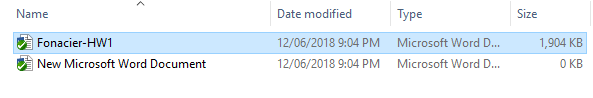 Name Date modified Type Size
Fonacier-HW1 12/06/2018 9:04 PM Microsoft Word D... 1,904 KB
New Microsoft Word Document 12/06/2018 9:04 PM Microsoft Word D... 0 KB